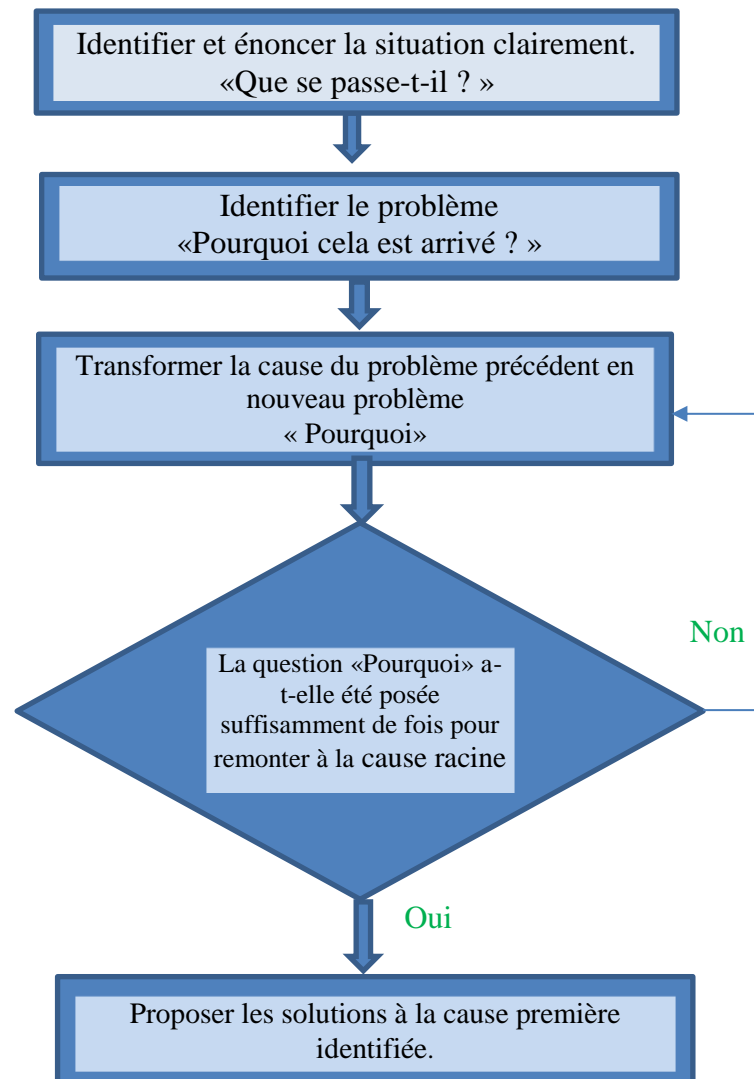 Identifier et énoncer la situation clairement.
«Que se passe-t-il ? »
Identifier le problème
«Pourquoi cela est arrivé ? »
Transformer la cause du problème précédent en
nouveau problème
« Pourquoi»
Non
La question «Pourquoi» a-
t-elle été posée
suffisamment de fois pour
remonter à la cause racine
Oui
Proposer les solutions à la cause première
identifiée.